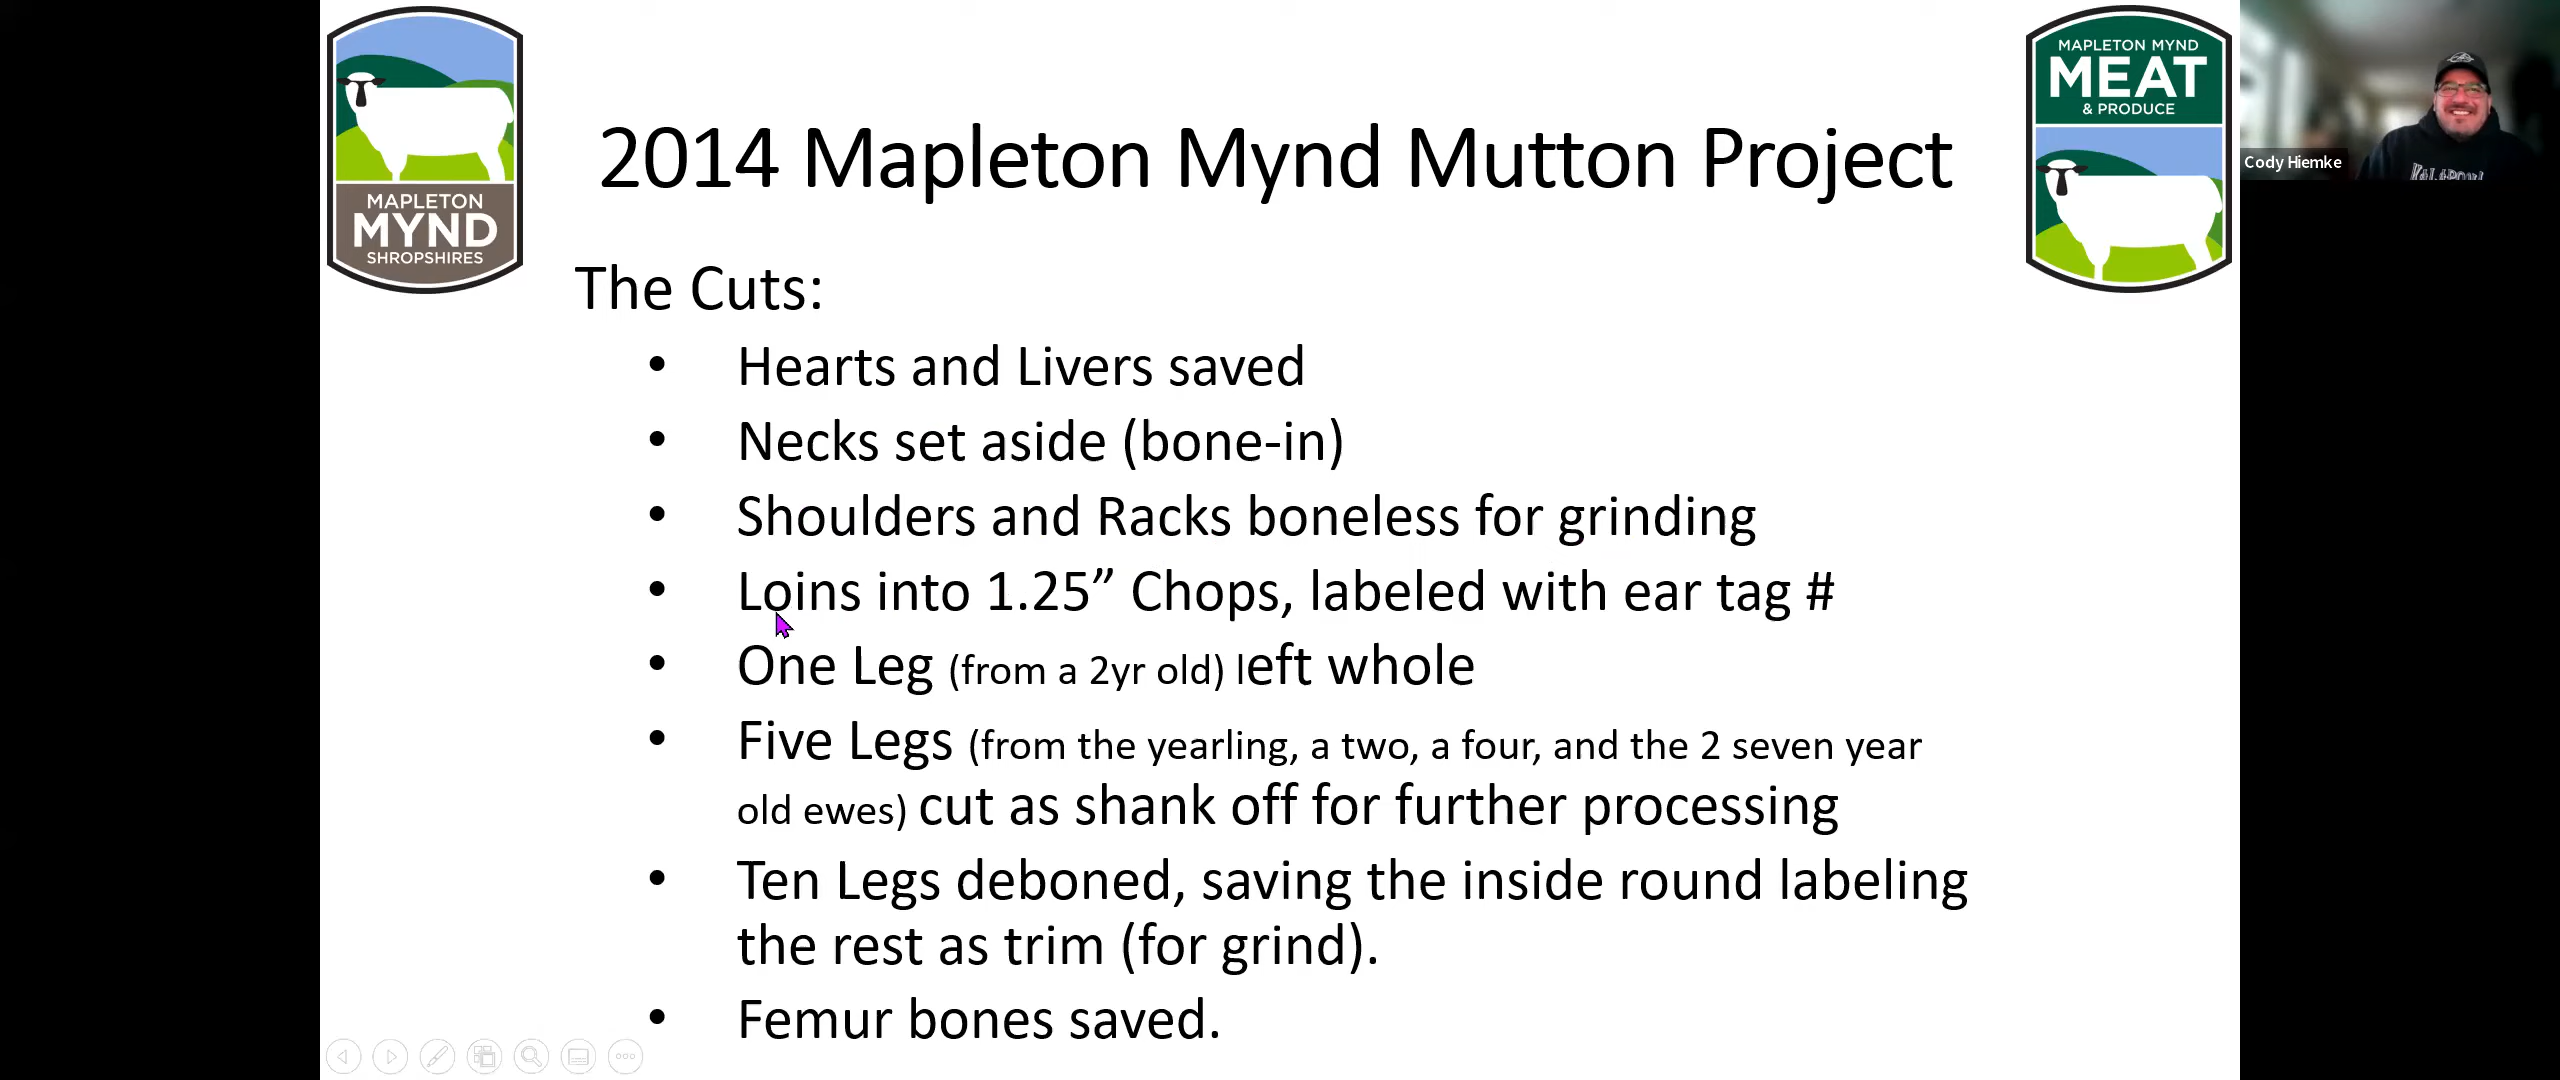 MAPLETON
MYND
SHROPSHIRES
MAPLETON MYND
MEAT
& PRODUCE
Cody Hiemke
2014 Mapleton Mynd Mutton Project
The Cuts:
• Hearts and Livers saved
• Necks set aside (bone-in)
• Shoulders and Racks boneless for grinding
• Loins into 1.25” Chops, labeled with ear tag #
• One Leg (from a 2yr old) left whole
• Five Legs (from the yearling, a two, a four, and the 2 seven year
old ewes) cut as shank off for further processing
• Ten Legs deboned, saving the inside round labeling
the rest as trim (for grind).
• Femur bones saved.